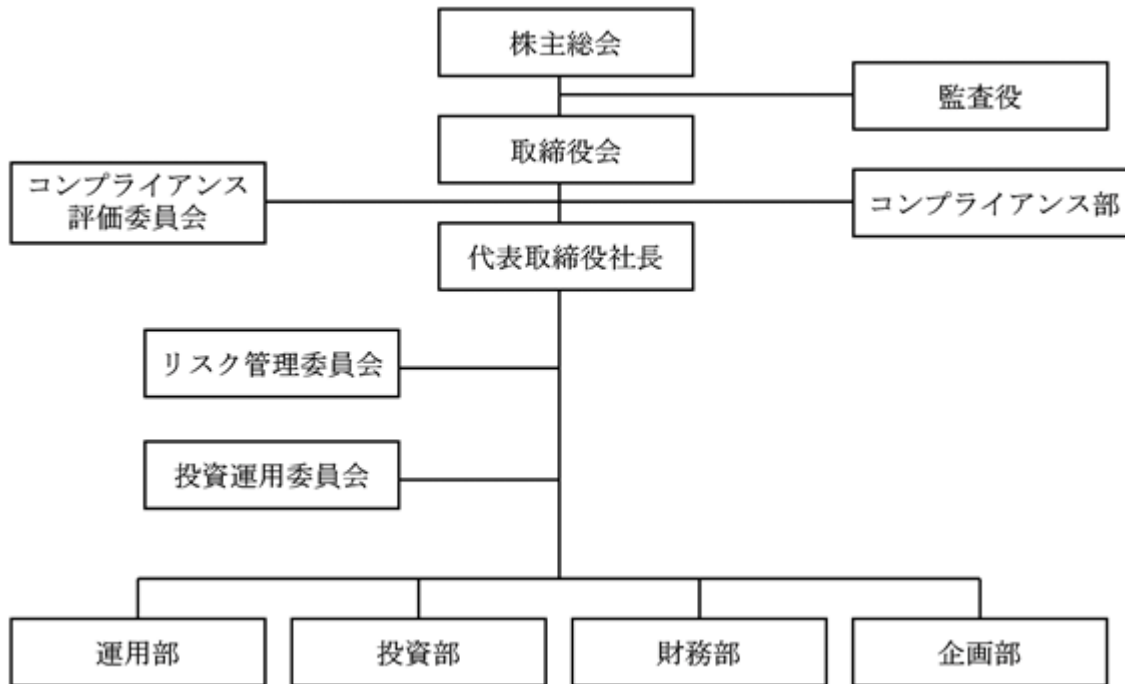 株主総会
監査役
取締役会
コンプライアンス
評価委員会
コンプライアンス部
代表取締役社長
リスク管理委員会
投資運用委員会
運用部
投資部
財務部
企画部